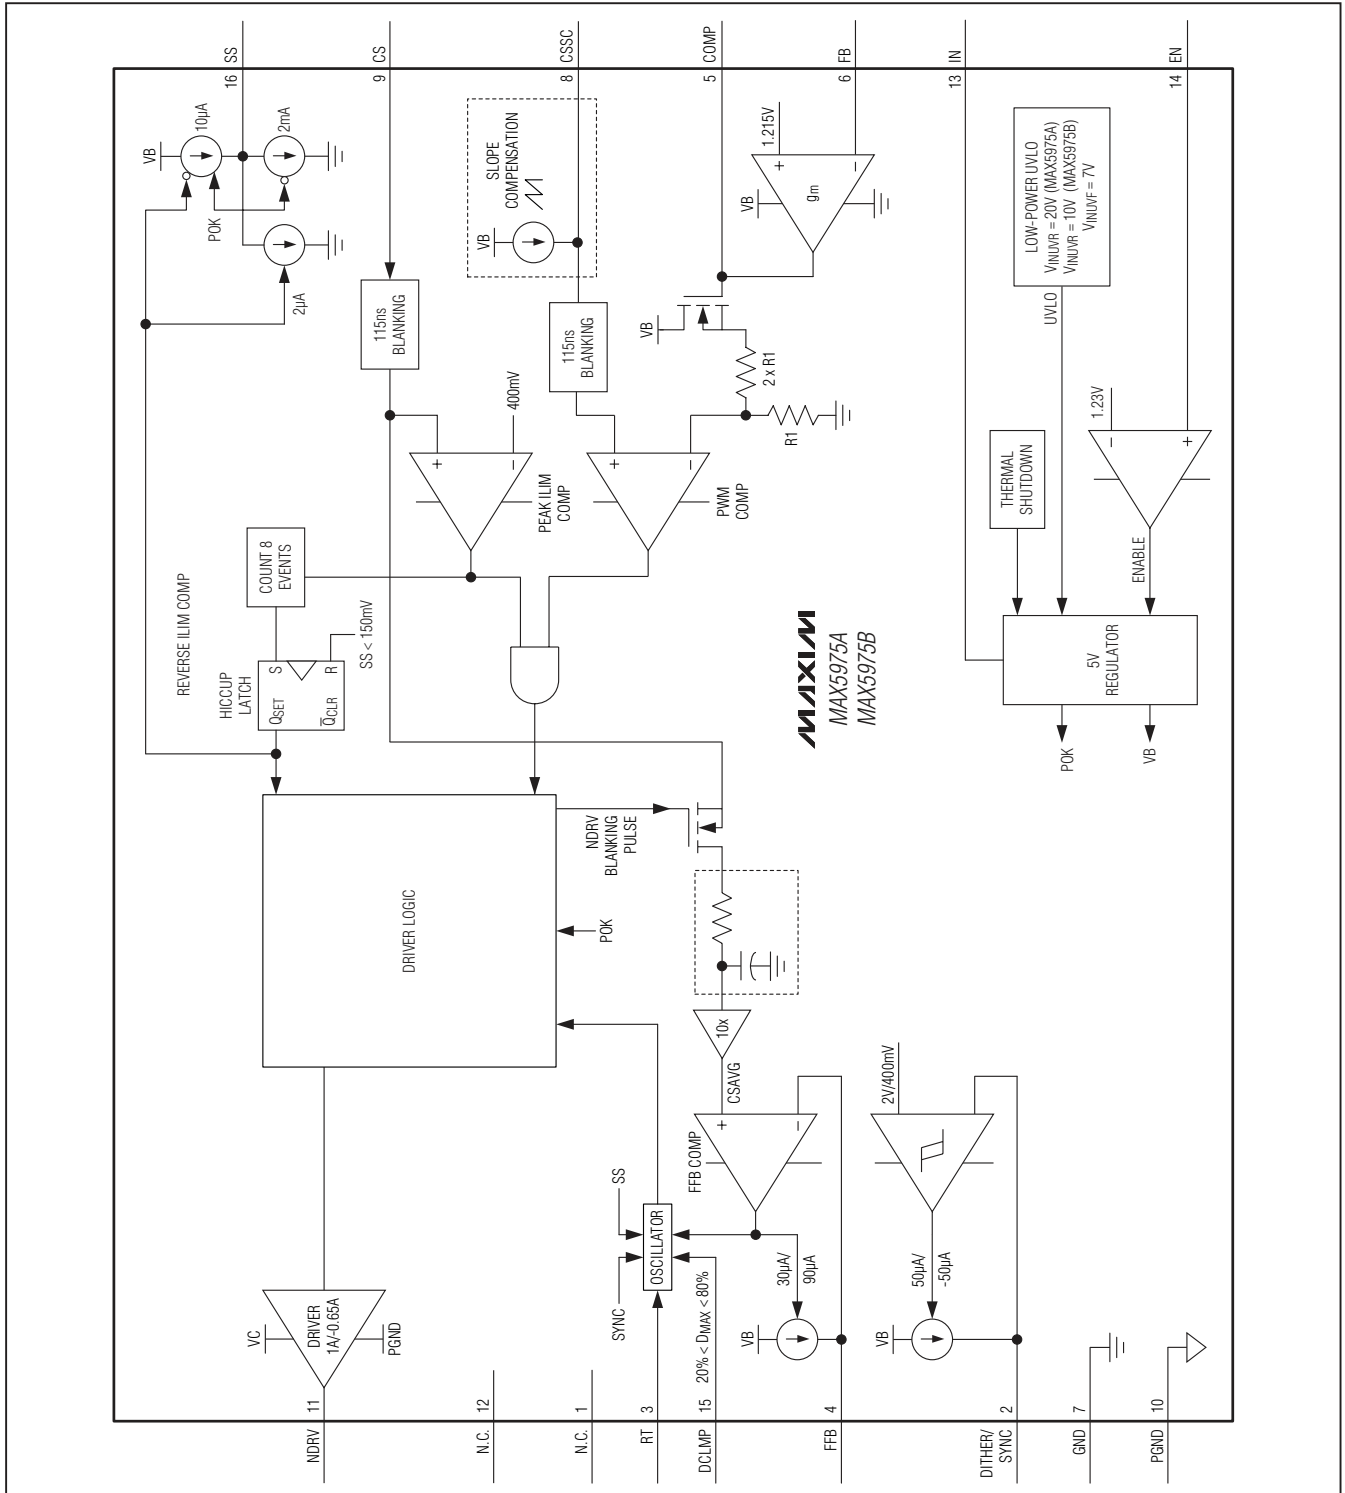 16 SS
9 CS
8 CSSC
5 COMP
6 FB
13 IN
14 EN
VB
10µA
2mA
POK
2µA
SLOPE
COMPENSATION
VB
115ns
BLANKING
115ns
BLANKING
1.215V
VB
+
−
gm
VB
2 x R1
R1
LOW-POWER UVLO
VINUVR = 20V (MAX5975A)
VINUVR = 10V (MAX5975B)
VINUVF = 7V
UVLO
400mV
+
−
PEAK ILIM
COMP
+
−
PWM
COMP
THERMAL
SHUTDOWN
1.23V
−
+
ENABLE
REVERSE ILIM COMP
COUNT 8
EVENTS
SS < 150mV
HICCUP
LATCH
S
R
QSET
Q̅CLR
MAXIM
MAX5975A
MAX5975B
5V
REGULATOR
POK
VB
DRIVER LOGIC
NDRV
BLANKING
PULSE
POK
10x
CSAVG
FFB COMP
+
−
2V/400mV
SS
SYNC
OSCILLATOR
20% < DMAX < 80%
30µA/
90µA
VB
50µA/
-50µA
VB
VC
DRIVER
1A/-0.65A
PGND
NDRV 11
N.C. 12
N.C. 1
RT 3
DCLMP 15
FFB 4
DITHER/
SYNC 2
GND 7
PGND 10